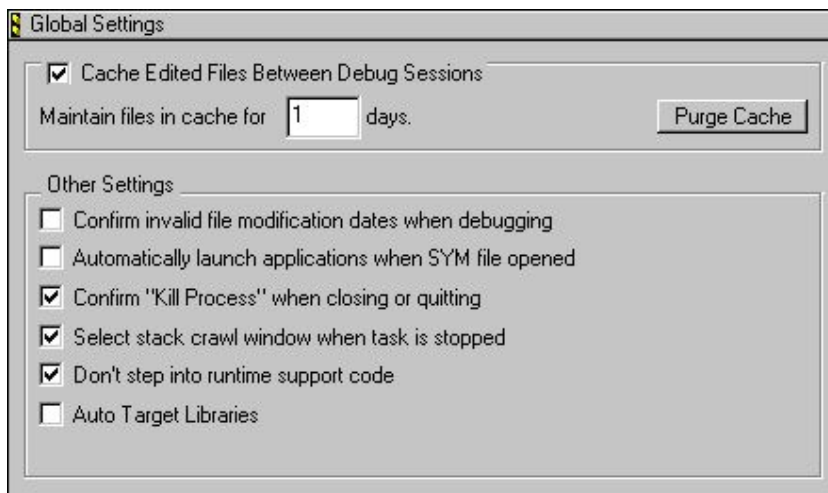 Global Settings
Cache Edited Files Between Debug Sessions
Maintain files in cache for 1 days. Purge Cache
Other Settings
Confirm invalid file modification dates when debugging
Automatically launch applications when SYM file opened
Confirm "Kill Process" when closing or quitting
Select stack crawl window when task is stopped
Don't step into runtime support code
Auto Target Libraries